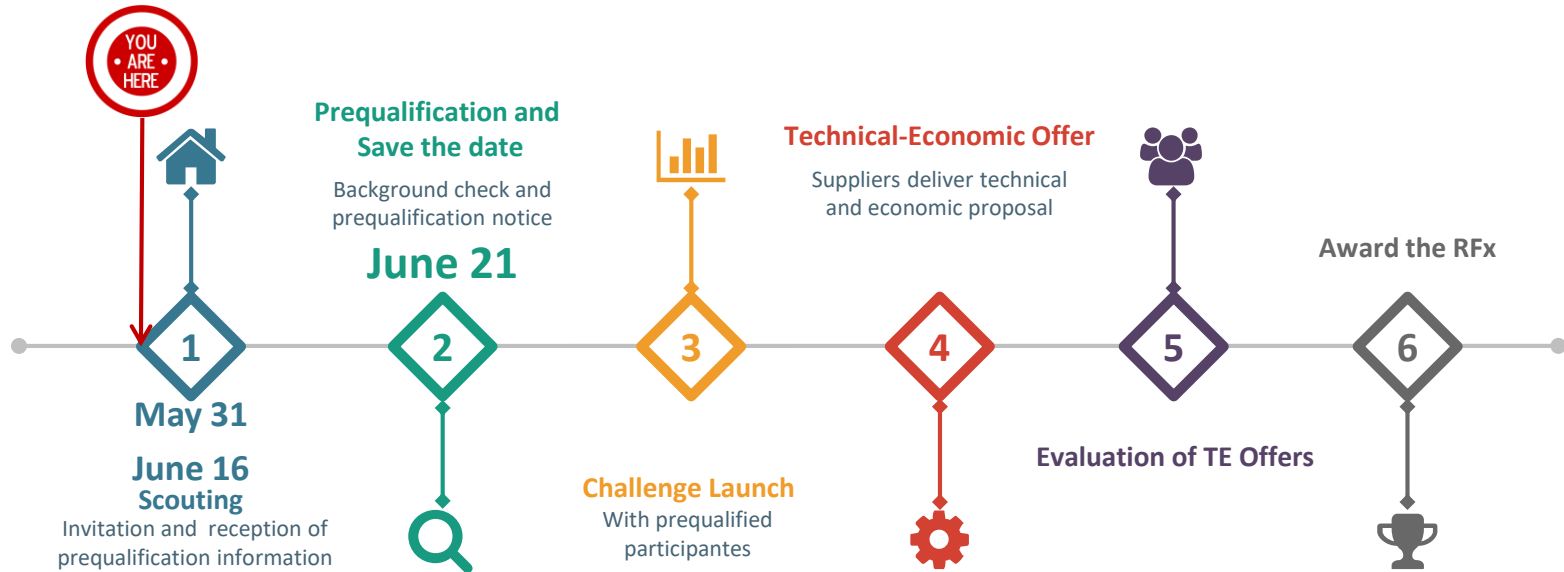 YOU
• ARE •
HERE
1
May 31
June 16
Scouting
Invitation and reception of
prequalification information
Prequalification and
Save the date
Background check and
prequalification notice
June 21
2
3
Challenge Launch
With prequalified
participantes
Technical-Economic Offer
Suppliers deliver technical
and economic proposal
4
5
Evaluation of TE Offers
Award the RFx
6